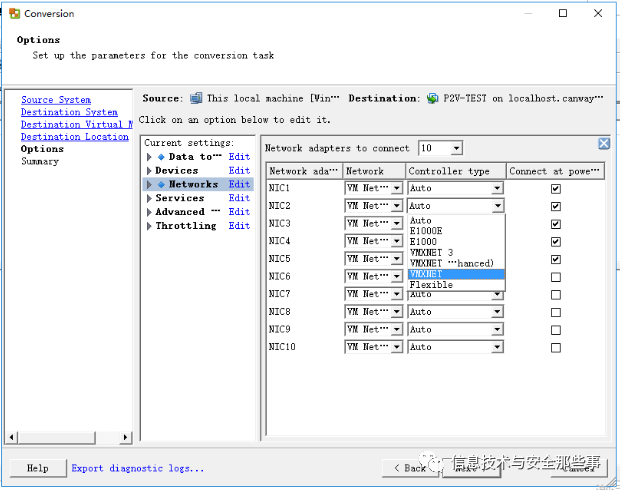 Conversion
Options
Set up the parameters for the conversion task
Source System
Destination System
Destination Virtual M
Destination Location
Options
Summary
Source: This local machine [Win… Destination: P2V-TEST on localhost.canway…
Click on an option below to edit it.
Current settings:
Data to… Edit
Devices Edit
Networks Edit
Services Edit
Advanced … Edit
Throttling Edit
Network adapters to connect 10
Network ada… Network Controller type Connect at powe…
NIC1 VM Net… Auto
NIC2 VM Net… Auto
NIC3 VM Net…
NIC4 VM Net…
NIC5 VM Net…
NIC6 VM Net…
NIC7 VM Net… Auto
NIC8 VM Net… Auto
NIC9 VM Net… Auto
NIC10 VM Net… Auto
Auto
E1000E
E1000
VMXNET 3
VMXNET …hanced)
VMXNET
Flexible
Help
Export diagnostic logs...
< Back
Cancel
信息技术与安全那些事